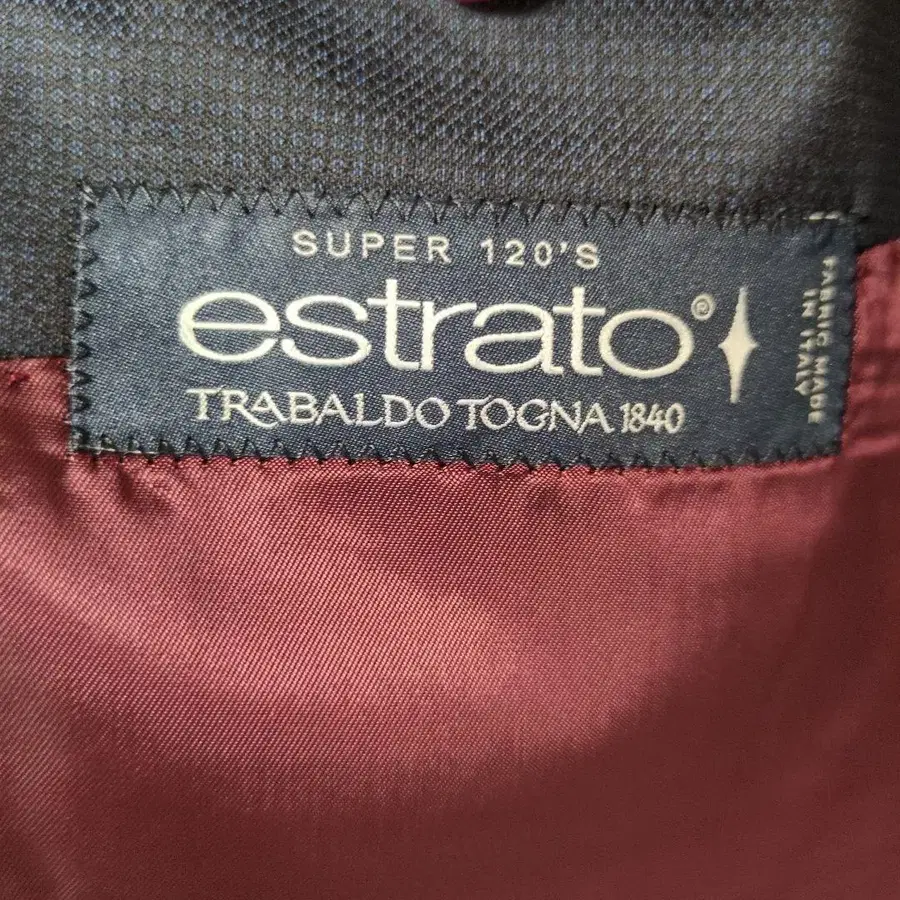 SUPER 120'S
estrato®
TRABALDO TOGNA 1840
FABRIC MADE
IN ITALY